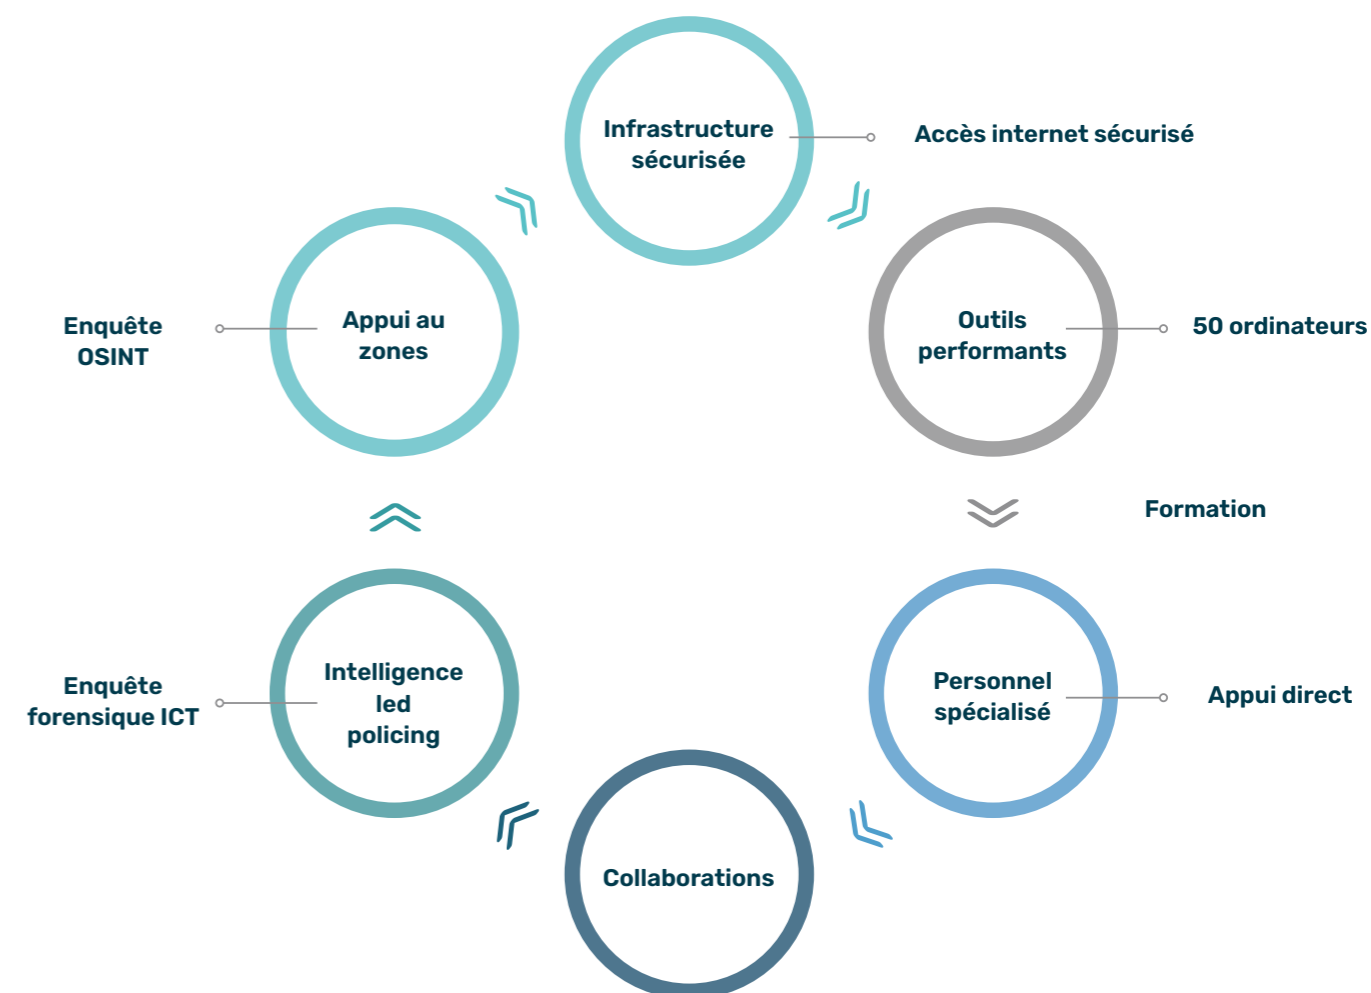 Infrastructure
sécurisée
Accès internet sécurisé
Outils
performants
50 ordinateurs
Formation
Personnel
spécialisé
Appui direct
Collaborations
Intelligence
led
policing
Enquête
forensique ICT
Appui au
zones
Enquête
OSINT